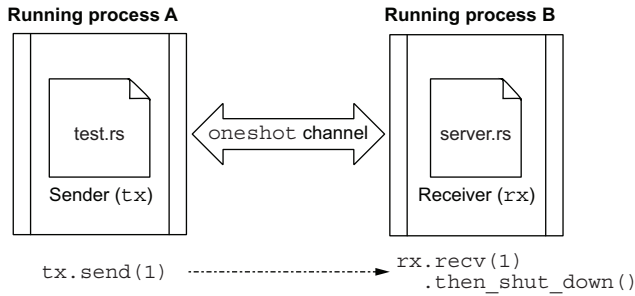 Running process A
Running process B
test.rs
Sender (tx)
oneshot channel
server.rs
Receiver (rx)
tx.send(1)
rx.recv(1)
.then_shut_down()